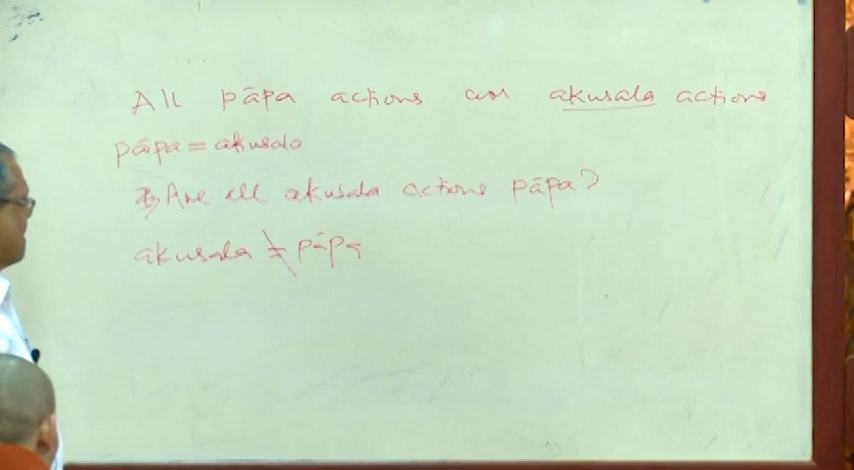 All pāpa actions are akusala actions
pāpa = akusala
Are all akusala actions pāpa?
akusala ≠ pāpa